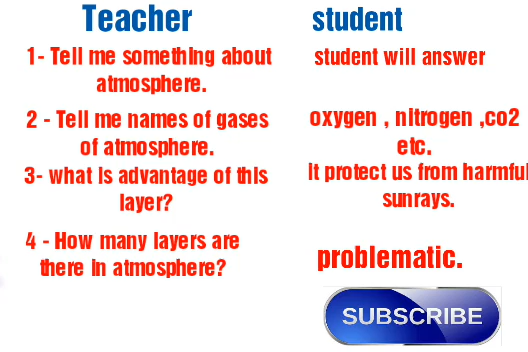 Teacher student
1- Tell me something about student will answer
atmosphere.
2 - Tell me names of gases oxygen , nitrogen ,co2
of atmosphere. etc.
3- what is advantage of this it protect us from harmful
layer? sunrays.
4 - How many layers are problematic.
there in atmosphere?
SUBSCRIBE